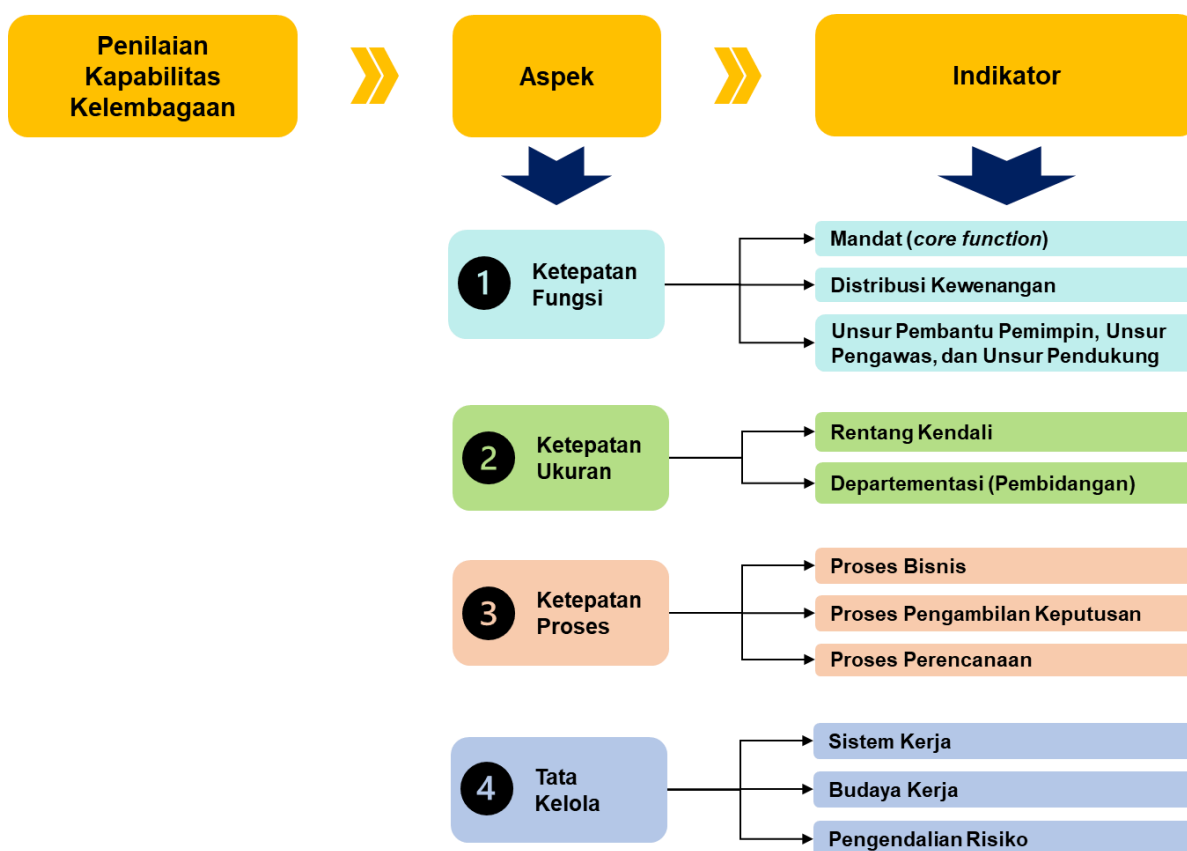 Penilaian
Kapabilitas
Kelembagaan
Aspek
Indikator
1
Ketepatan
Fungsi
Mandat (core function)
Distribusi Kewenangan
Unsur Pembantu Pemimpin, Unsur
Pengawas, dan Unsur Pendukung
2
Ketepatan
Ukuran
Rentang Kendali
Departementasi (Pembidangan)
3
Ketepatan
Proses
Proses Bisnis
Proses Pengambilan Keputusan
Proses Perencanaan
4
Tata
Kelola
Sistem Kerja
Budaya Kerja
Pengendalian Risiko